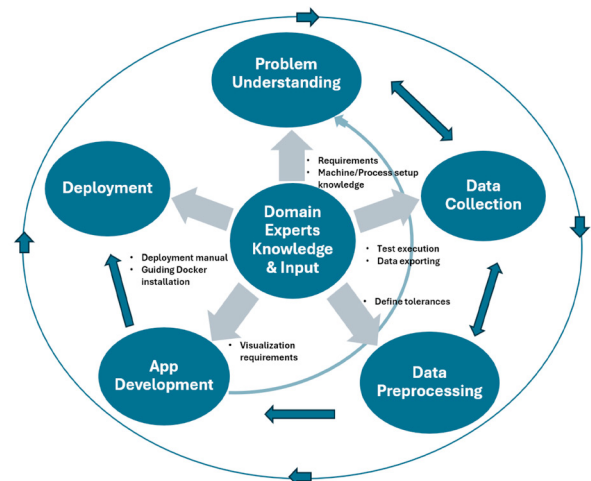 Problem
Understanding
• Requirements
• Machine/Process setup
knowledge
Deployment
Data
Collection
Domain
Experts
Knowledge
& Input
• Test execution
• Data exporting
• Deployment manual
• Guiding Docker
installation
• Define tolerances
• Visualization
requirements
App
Development
Data
Preprocessing